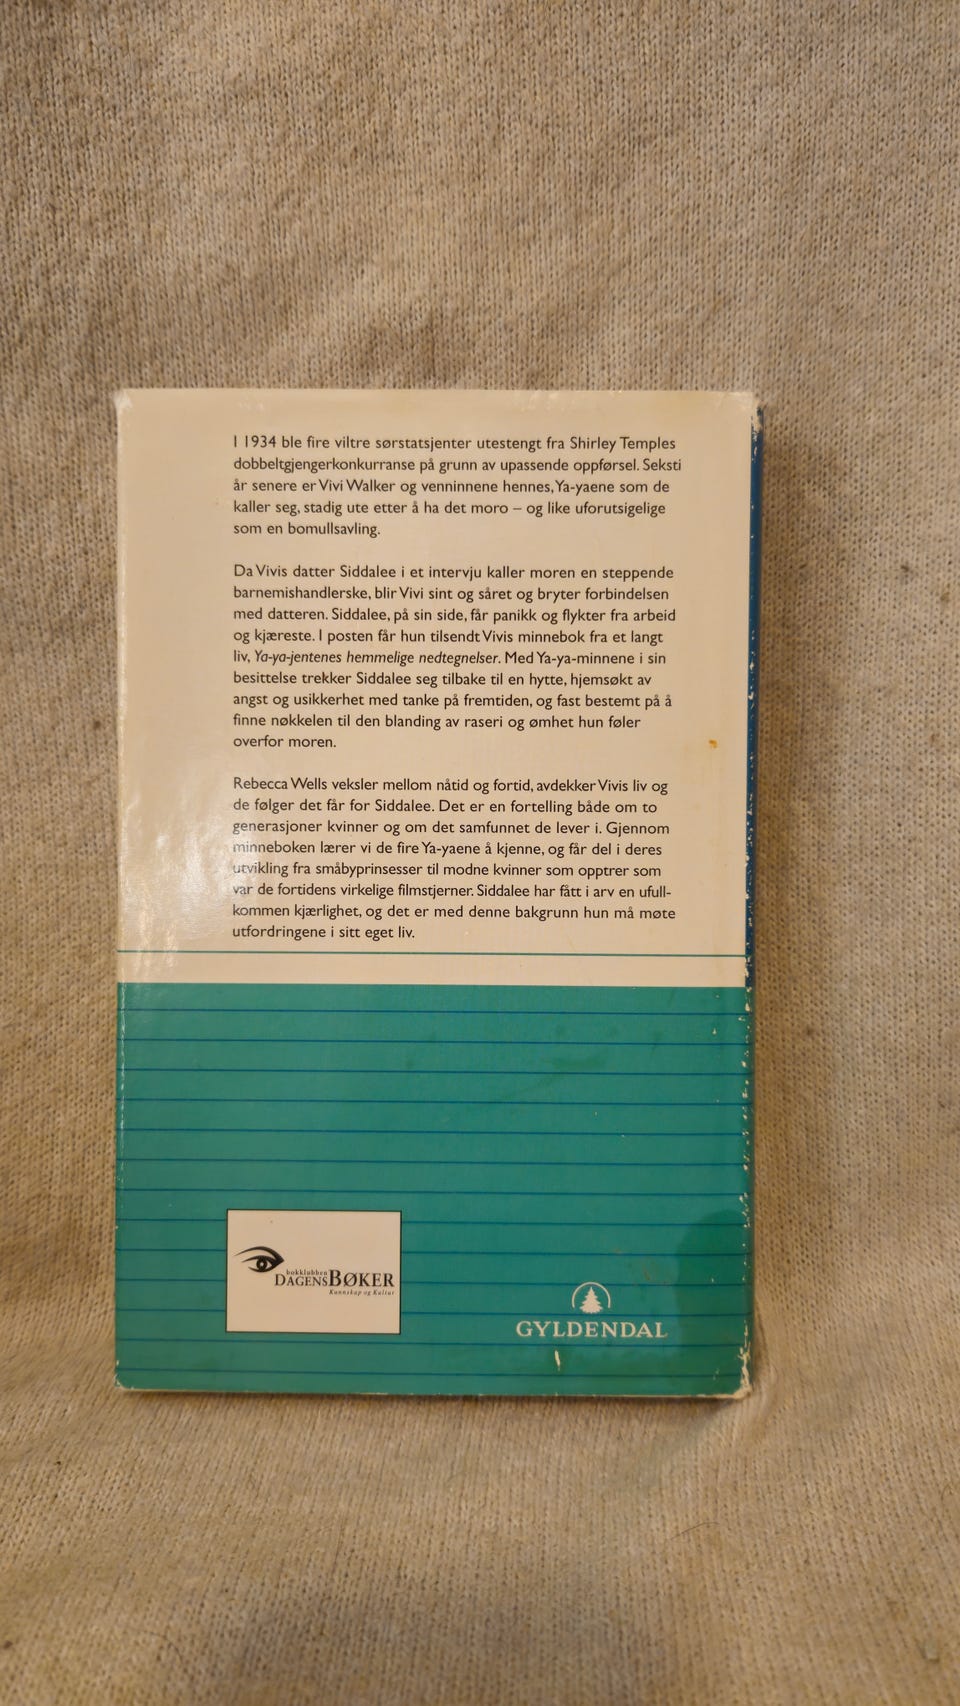 I 1934 ble fire viltre sørstatsjenter utestengt fra Shirley Temples
dobbeltgjengerkonkurranse på grunn av upassende oppførsel. Seksti
år senere er Vivi Walker og venninnene hennes, Ya-yaene som de
kaller seg, stadig ute etter å ha det moro – og like uforutsigelige
som en bomullsavling.
Da Vivis datter Siddalee i et intervju kaller moren en steppende
barnemishandlerske, blir Vivi sint og såret og bryter forbindelsen
med datteren. Siddalee, på sin side, får panikk og flykter fra arbeid
og kjæreste. I posten får hun tilsendt Vivis minnebok fra et langt
liv, Ya-ya-jentenes hemmelige nedtegnelser. Med Ya-ya-minnene i sin
besittelse trekker Siddalee seg tilbake til en hytte, hjemsøkt av
angst og usikkerhet med tanke på fremtiden, og fast bestemt på å
finne nøkkelen til den blanding av raseri og ømhet hun føler
overfor moren.
Rebecca Wells veksler mellom nåtid og fortid, avdekker Vivis liv og
de følger det får for Siddalee. Det er en fortelling både om to
generasjoner kvinner og om det samfunnet de lever i. Gjennom
minneboken lærer vi de fire Ya-yaene å kjenne, og får del i deres
utvikling fra småbyprinsesser til modne kvinner som opptrer som
var de fortidens virkelige filmstjerner. Siddalee har fått i arv en ufull-
kommen kjærlighet, og det er med denne bakgrunn hun må møte
utfordringene i sitt eget liv.
bokklubben
DAGENS BØKER
Kunnskap og Kultur
GYLDENDAL